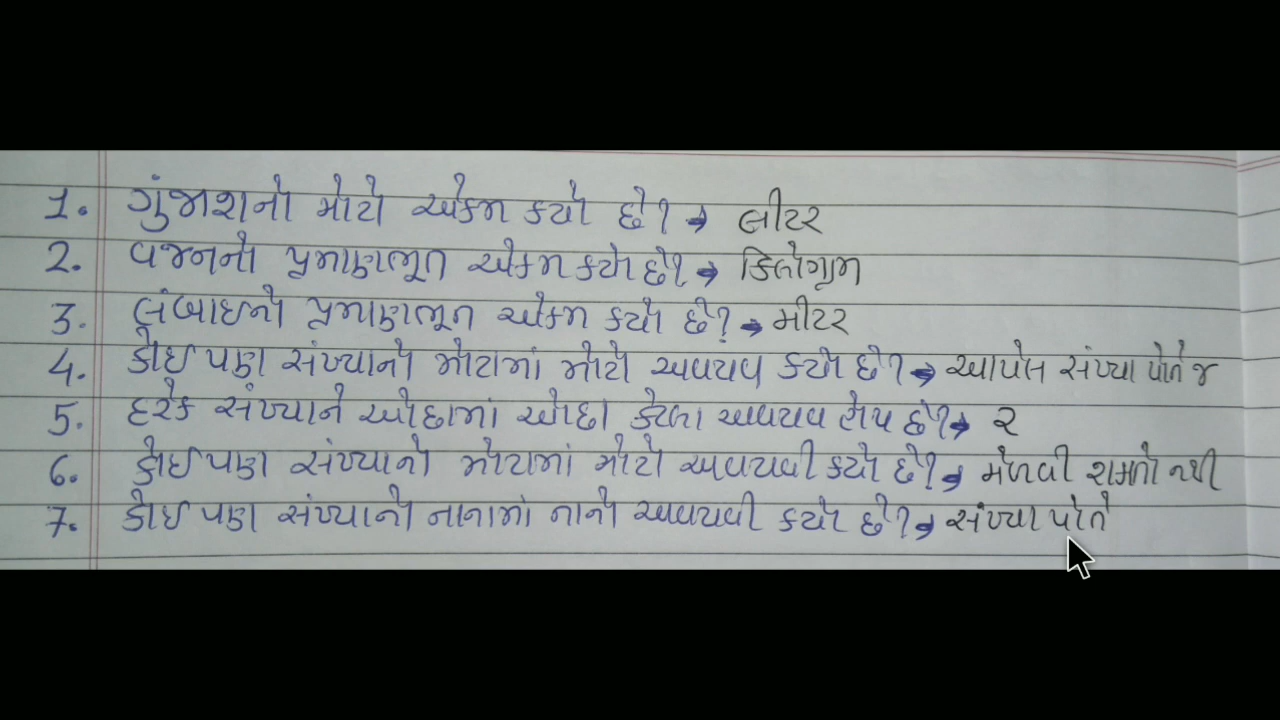 1. ગુંજાશનો મોટો એકમ કયો છે? → લીટર
2. વજનનો પ્રમાણભૂત એકમ કયો છે? → કિલોગ્રામ
3. લંબાઇનો પ્રમાણભૂત એકમ કયો છે? → મીટર
4. કોઇ પણ સંખ્યાનો મોટામાં મોટો અવયવ કયો છે? → આપેલ સંખ્યા પોતે જ
5. દરેક સંખ્યાને ઓછામાં ઓછા કેટલા અવયવ હોય છે? → ૨
6. કોઇ પણ સંખ્યાનો મોટામાં મોટો અવયવી કયો છે? → મેળવી શકાતો નથી
7. કોઇ પણ સંખ્યાનો નાનામાં નાનો અવયવી કયો છે? → સંખ્યા પોતે